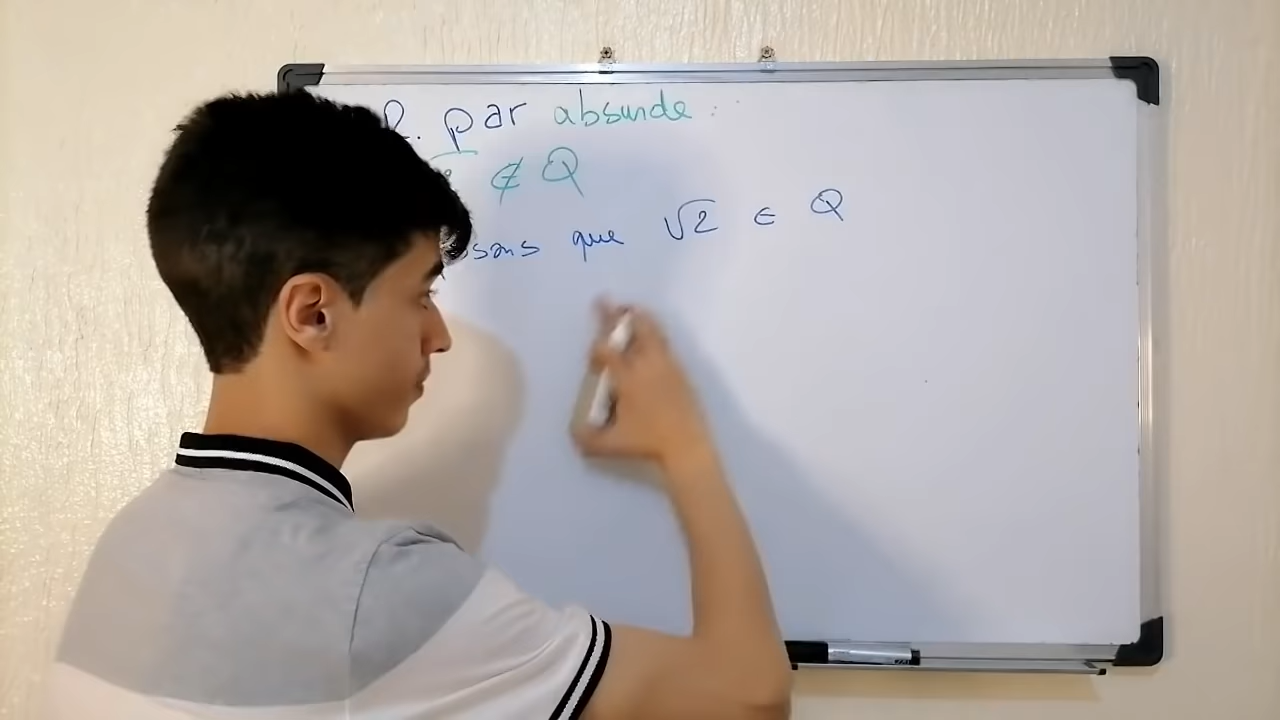 R. par absurde :
∉ Q
sons que √2 ∈ Q